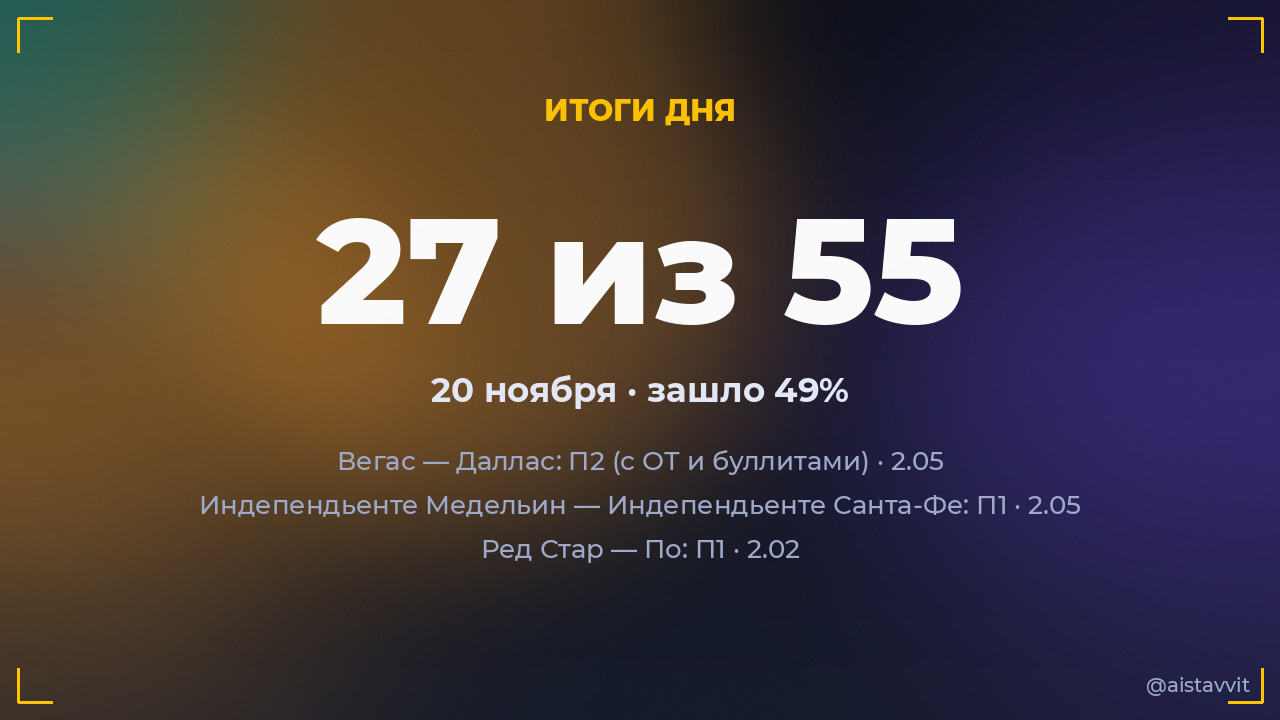 ИТОГИ ДНЯ
27 из 55
20 ноября · зашло 49%
Вегас — Даллас: П2 (с ОТ и буллитами) · 2.05
Индепендьенте Медельин — Индепендьенте Санта-Фе: П1 · 2.05
Ред Стар — По: П1 · 2.02
@aistavvit